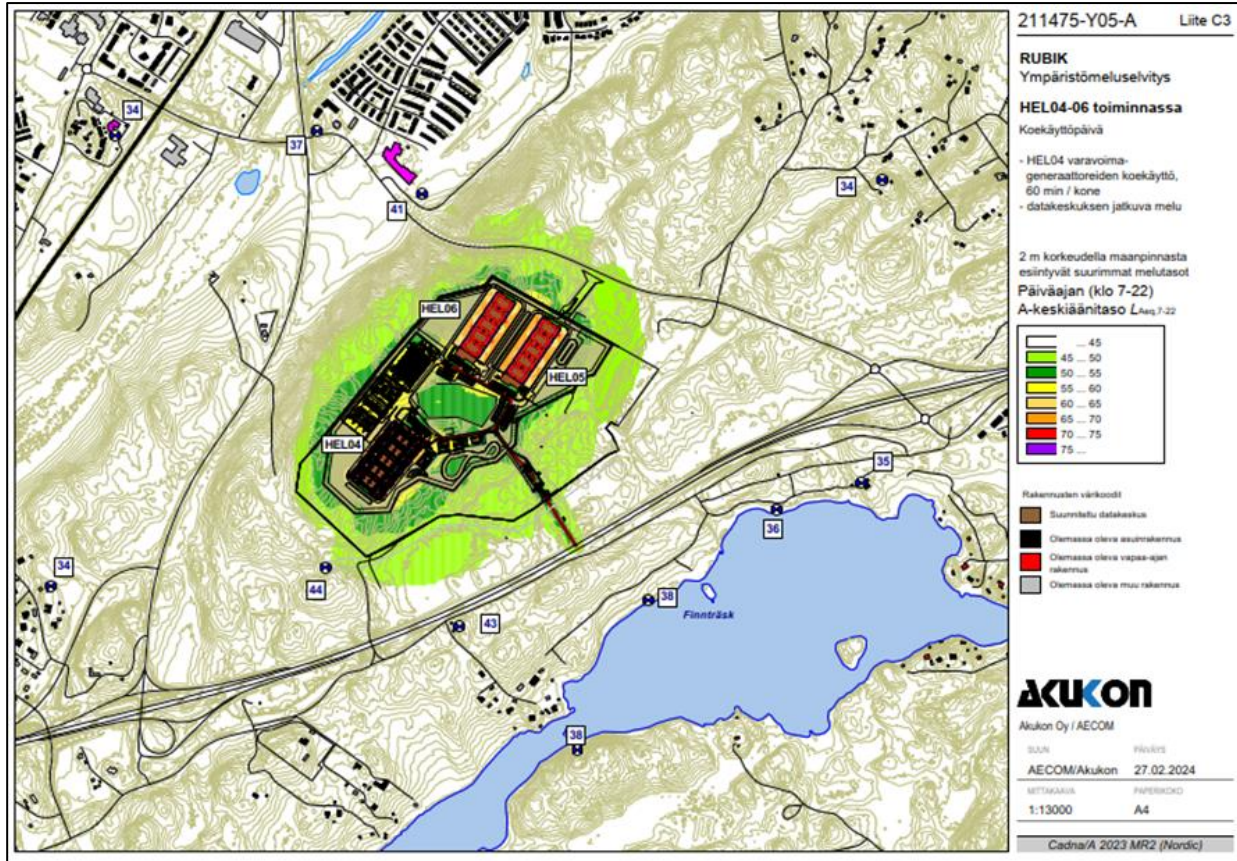 211475-Y05-A Liite C3
RUBIK
Ympäristömeluselvitys
HEL04-06 toiminnassa
Koekäyttöpäivä
- HEL04 varavoima-
generaattoreiden koekäyttö,
60 min / kone
- datakeskuksen jatkuva melu
2 m korkeudella maanpinnasta
esiintyvät suurimmat melutasot
Päiväajan (klo 7-22)
A-keskiäänitaso LAeq,7-22
... 45
45 ... 50
50 ... 55
55 ... 60
60 ... 65
65 ... 70
70 ... 75
75 ...
Rakennusten värikoodit
Suunniteltu datakeskus
Olemassa oleva asuinrakennus
Olemassa oleva vapaa-ajan
rakennus
Olemassa oleva muu rakennus
AKUKON
Akukon Oy / AECOM
SUUN PÄIVÄYS
AECOM/Akukon 27.02.2024
MITTAKAAVA PAPERIKOKO
1:13000 A4
Cadna/A 2023 MR2 (Nordic)
34
37
41
34
HEL06
HEL05
HEL04
35
36
34
44
38
Finnträsk
43
38